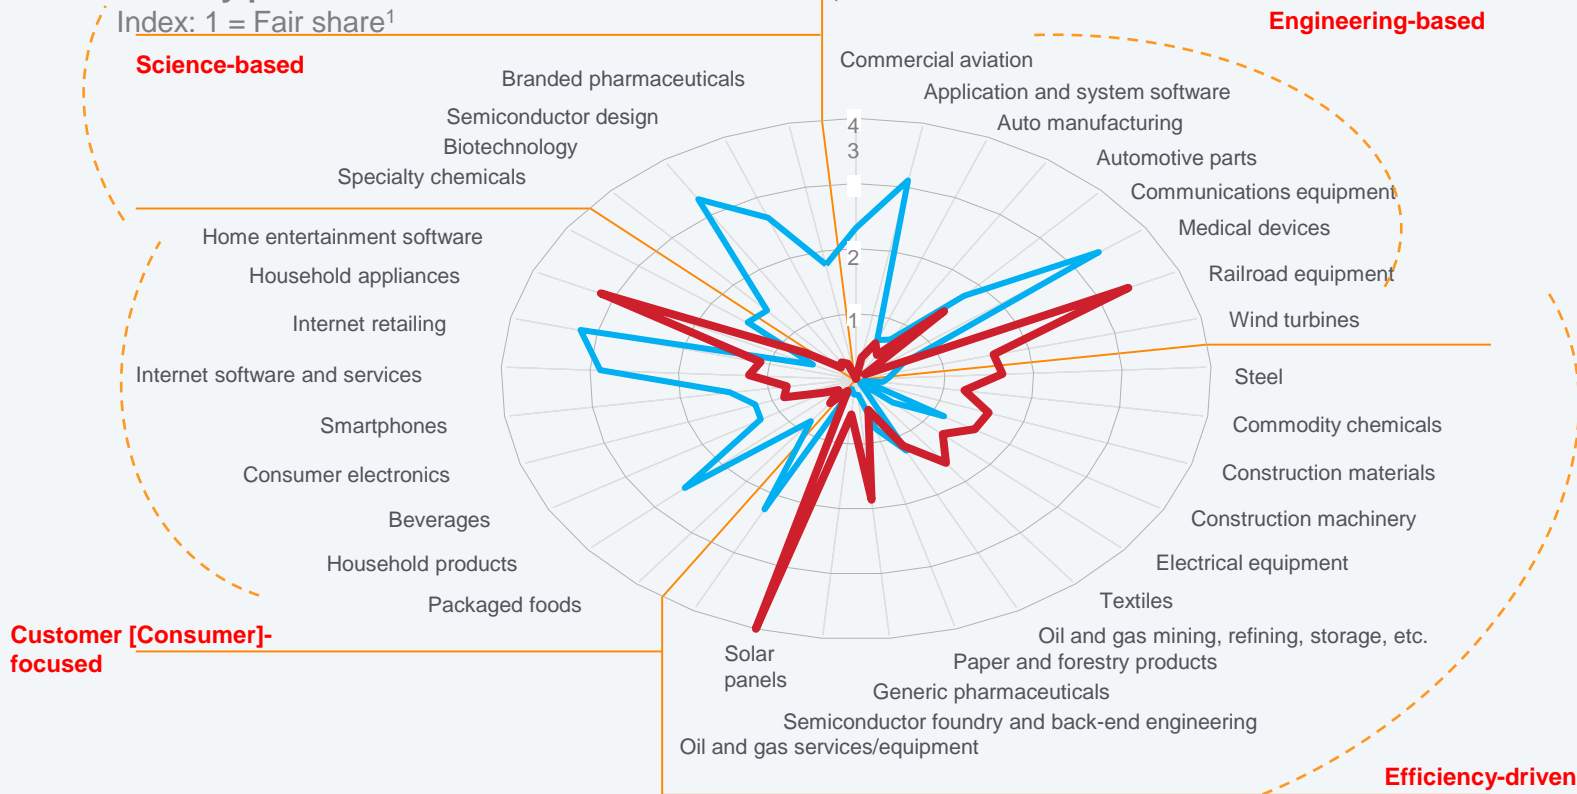 Index: 1 = Fair share¹
Engineering-based
Science-based
Commercial aviation
Branded pharmaceuticals
Application and system software
Semiconductor design
4
Auto manufacturing
Biotechnology
3
Automotive parts
Specialty chemicals
Communications equipment
Medical devices
Home entertainment software
2
Household appliances
Railroad equipment
Internet retailing
1
Wind turbines
Internet software and services
Steel
Smartphones
Commodity chemicals
Consumer electronics
Construction materials
Beverages
Construction machinery
Household products
Electrical equipment
Packaged foods
Textiles
Customer [Consumer]-
focused
Oil and gas mining, refining, storage, etc.
Solar
panels
Paper and forestry products
Generic pharmaceuticals
Semiconductor foundry and back-end engineering
Oil and gas services/equipment
Efficiency-driven